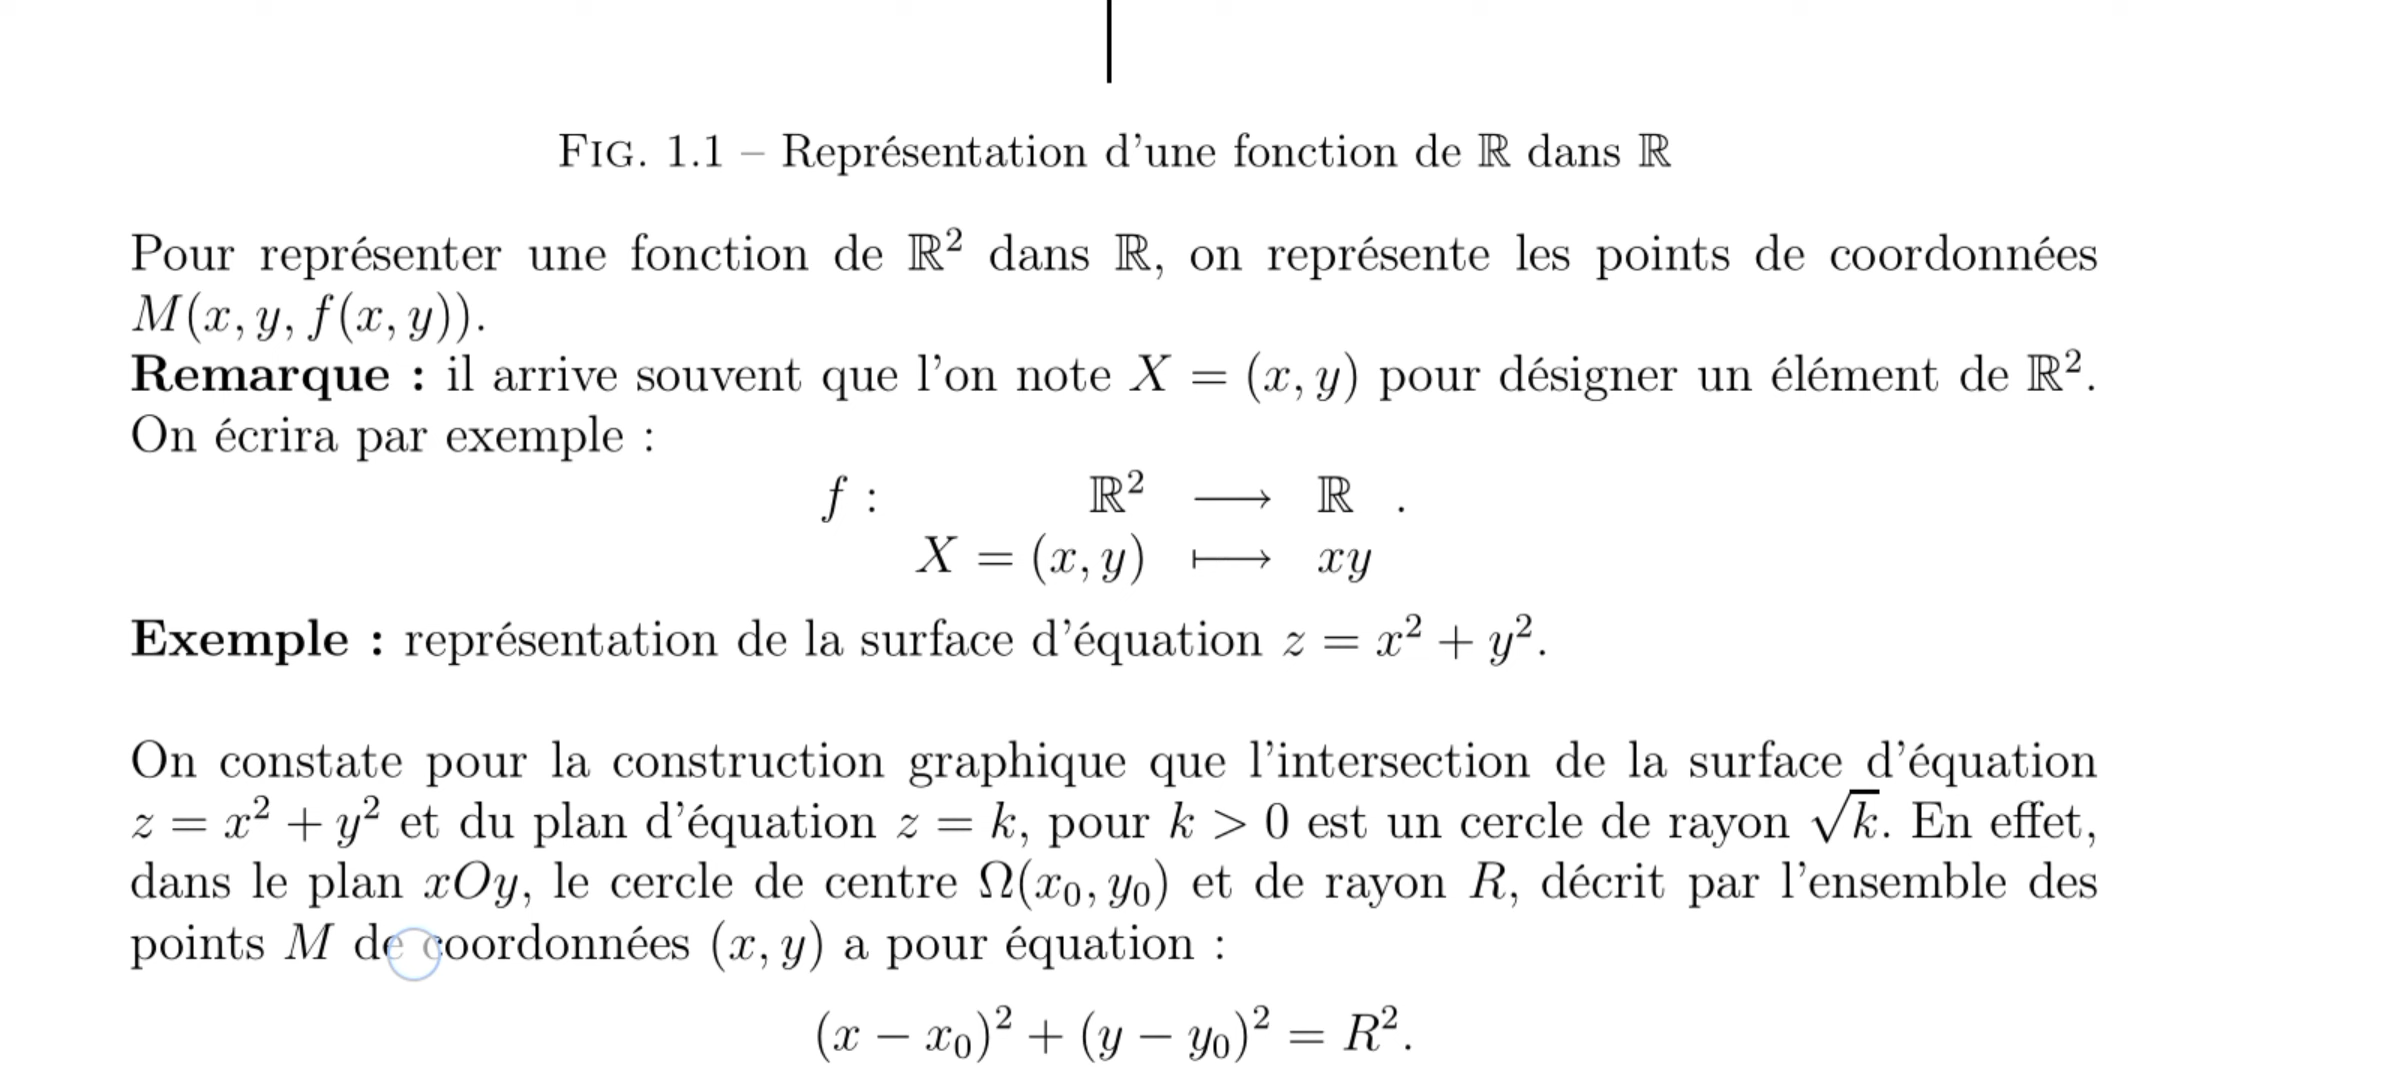 FIG. 1.1 – Représentation d'une fonction de ℝ dans ℝ
Pour représenter une fonction de ℝ² dans ℝ, on représente les points de coordonnées
M(x, y, f(x, y)).
Remarque : il arrive souvent que l'on note X = (x, y) pour désigner un élément de ℝ².
On écrira par exemple :
f : ℝ² ⟶ ℝ .
X = (x, y) ⟼ xy
Exemple : représentation de la surface d'équation z = x² + y².
On constate pour la construction graphique que l'intersection de la surface d'équation
z = x² + y² et du plan d'équation z = k, pour k > 0 est un cercle de rayon √k. En effet,
dans le plan xOy, le cercle de centre Ω(x₀, y₀) et de rayon R, décrit par l'ensemble des
points M de coordonnées (x, y) a pour équation :
(x − x₀)² + (y − y₀)² = R².